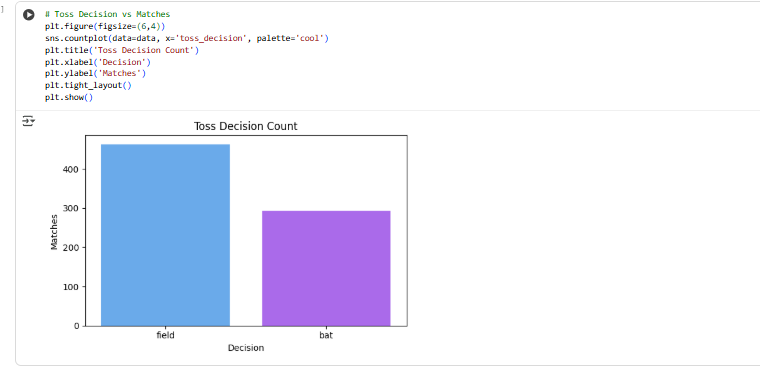 ]
# Toss Decision vs Matches
plt.figure(figsize=(6,4))
sns.countplot(data=data, x='toss_decision', palette='cool')
plt.title('Toss Decision Count')
plt.xlabel('Decision')
plt.ylabel('Matches')
plt.tight_layout()
plt.show()
Toss Decision Count
Matches
400
300
200
100
0
field bat
Decision